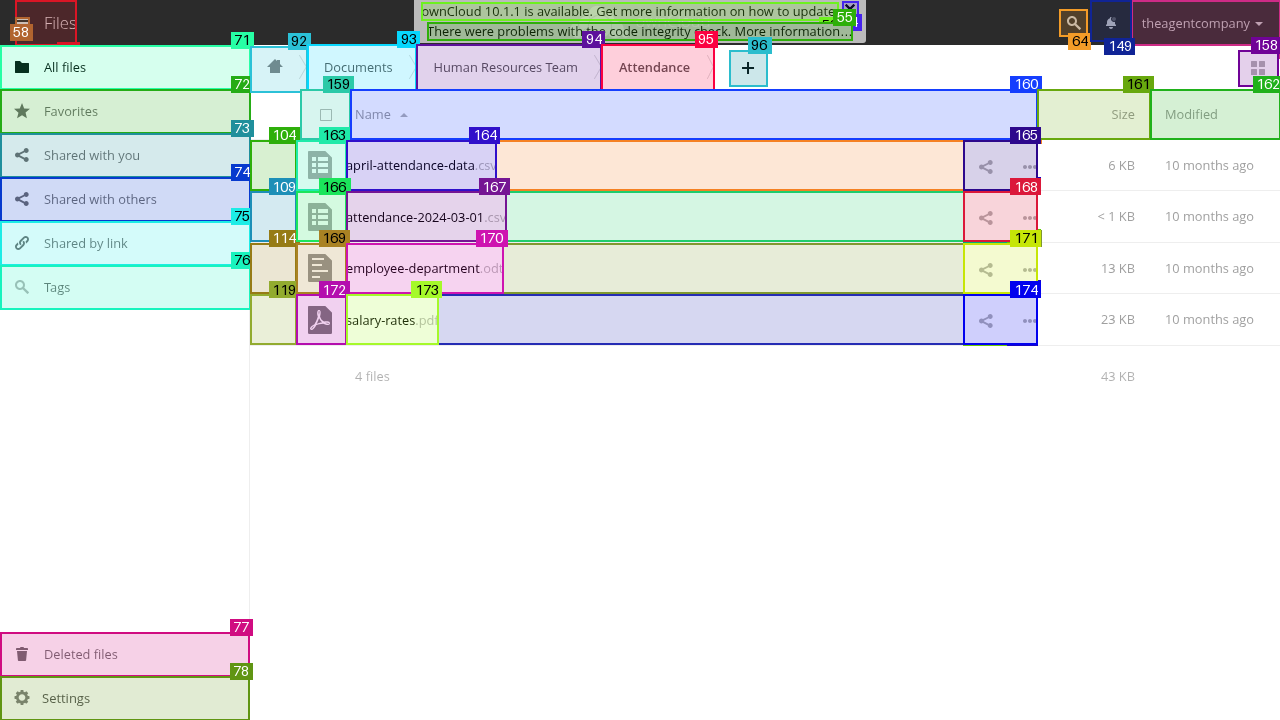 Files
ownCloud 10.1.1 is available. Get more information on how to update
There were problems with the code integrity check. More information…
theagentcompany
58
55
64
149
71
All files
72
Favorites
73
Shared with you
74
Shared with others
75
Shared by link
76
Tags
92
93
Documents
94
Human Resources Team
95
Attendance
96
+
158
159
160
Name
161
Size
162
Modified
104
163
164
april-attendance-data.csv
165
6 KB
10 months ago
109
166
167
attendance-2024-03-01.csv
168
< 1 KB
10 months ago
114
169
170
employee-department.odt
171
13 KB
10 months ago
119
172
173
salary-rates.pdf
174
23 KB
10 months ago
4 files
43 KB
77
Deleted files
78
Settings